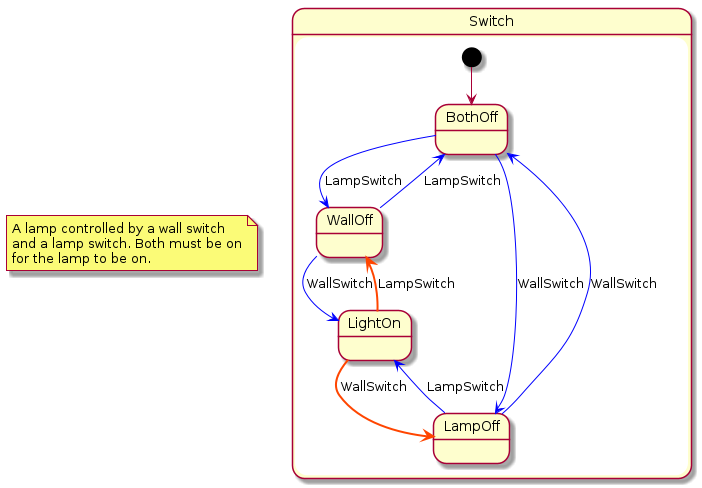 Switch
BothOff
LampSwitch
LampSwitch
WallOff
A lamp controlled by a wall switch
and a lamp switch. Both must be on
for the lamp to be on.
WallSwitch
LampSwitch
WallSwitch
WallSwitch
LightOn
WallSwitch
LampSwitch
LampOff